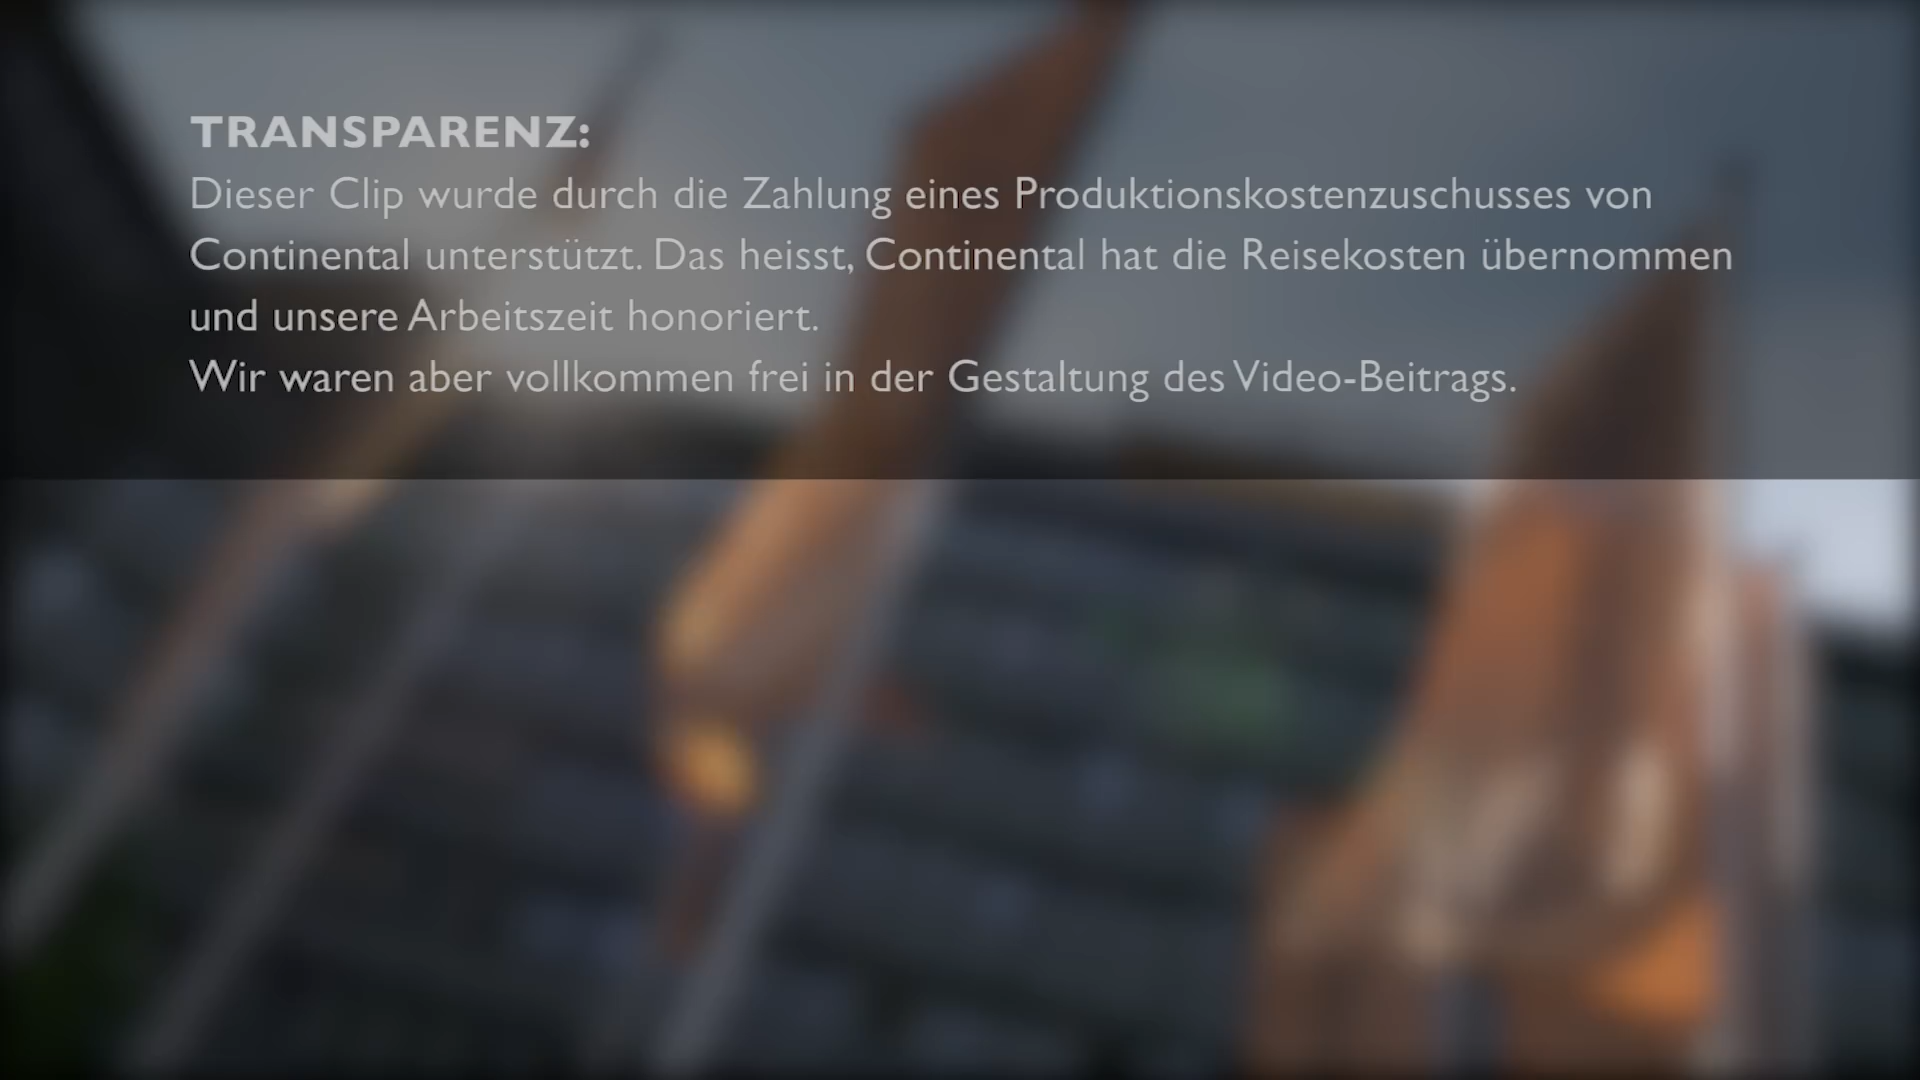 TRANSPARENZ:
Dieser Clip wurde durch die Zahlung eines Produktionskostenzuschusses von
Continental unterstützt. Das heisst, Continental hat die Reisekosten übernommen
und unsere Arbeitszeit honoriert.
Wir waren aber vollkommen frei in der Gestaltung des Video-Beitrags.